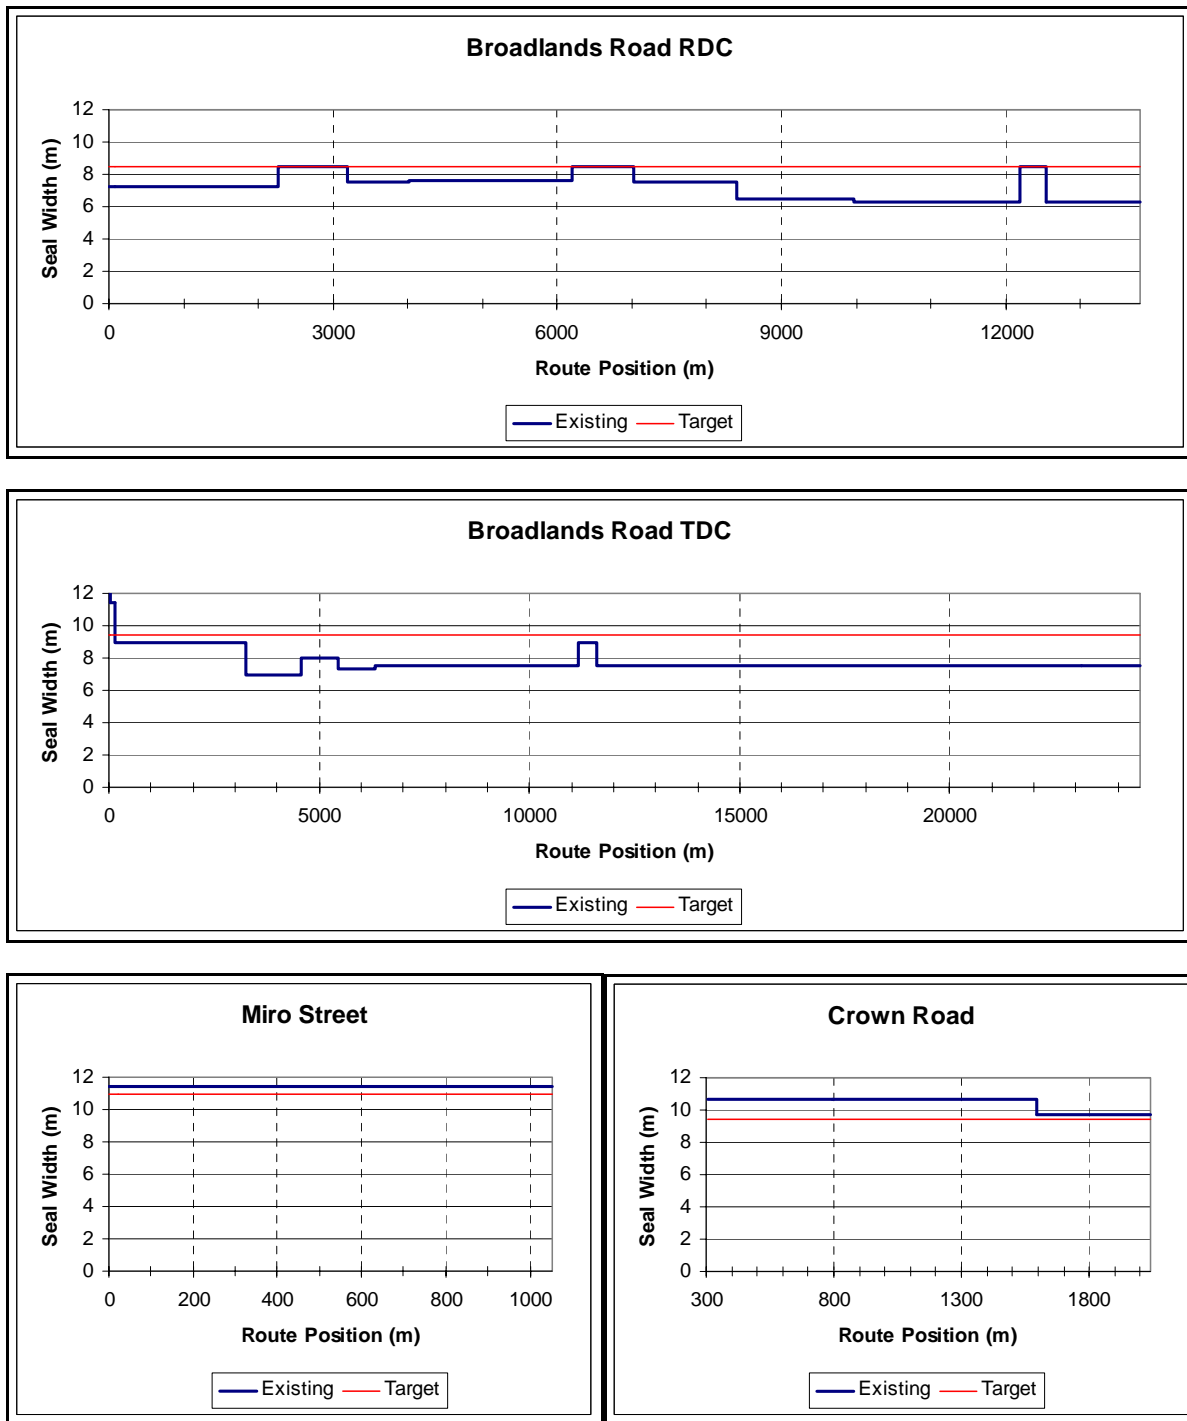 Broadlands Road RDC
Seal Width (m)
12
10
8
6
4
2
0
0 3000 6000 9000 12000
Route Position (m)
Existing Target
Broadlands Road TDC
Seal Width (m)
12
10
8
6
4
2
0
0 5000 10000 15000 20000
Route Position (m)
Existing Target
Miro Street
Seal Width (m)
12
10
8
6
4
2
0
0 200 400 600 800 1000
Route Position (m)
Existing Target
Crown Road
Seal Width (m)
12
10
8
6
4
2
0
300 800 1300 1800
Route Position (m)
Existing Target